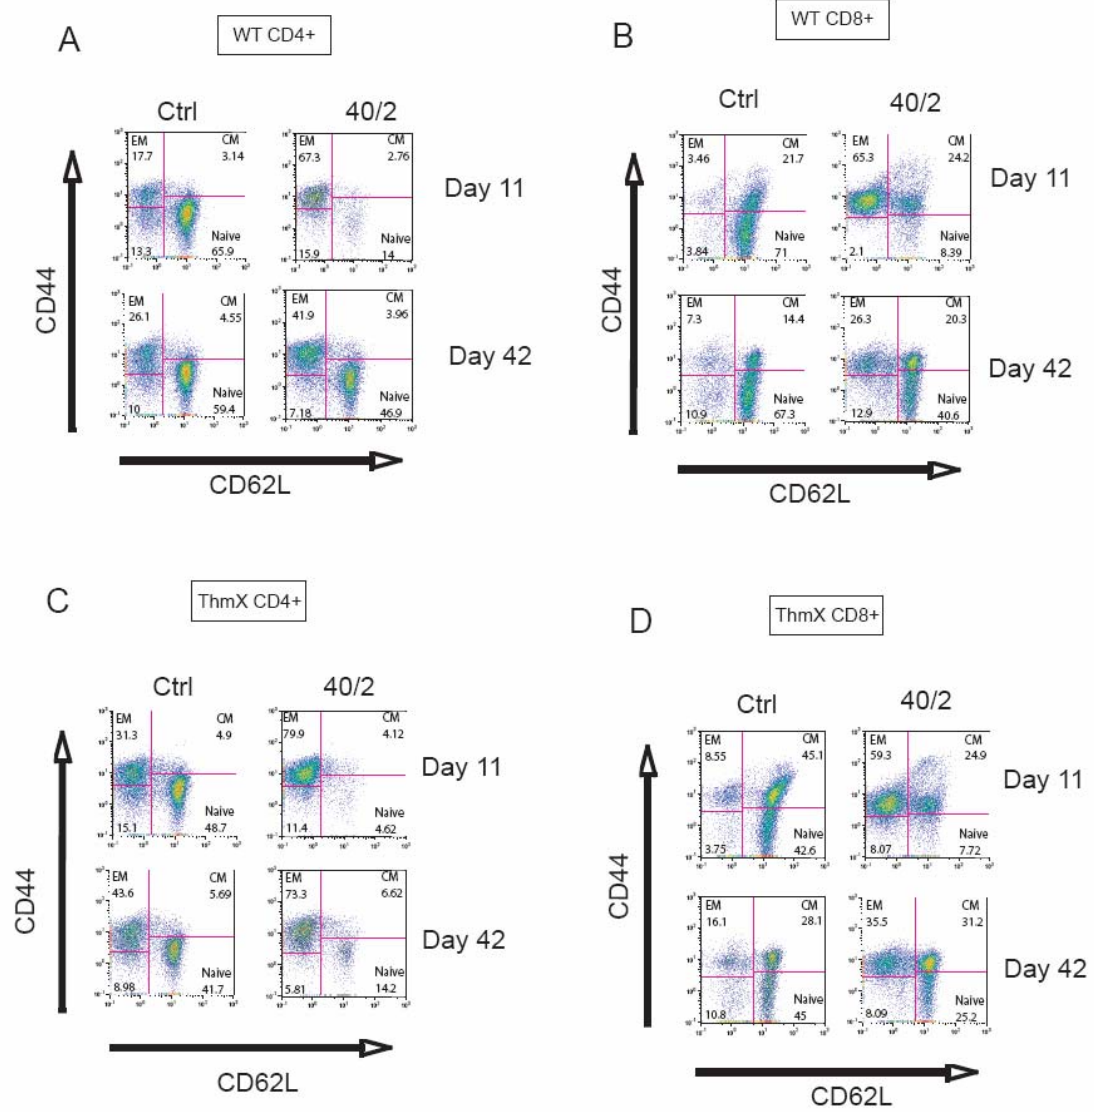 A
WT CD4+
B
WT CD8+
Ctrl
40/2
Ctrl
40/2
EM
CM
17.7
3.14
Naive
13.3
65.9
EM
CM
67.3
2.76
Naive
15.9
14
Day 11
EM
CM
3.46
21.7
Naive
3.84
71
EM
CM
65.3
24.2
Naive
2.1
8.39
Day 11
EM
CM
26.1
4.55
Naive
10
59.4
EM
CM
41.9
3.96
Naive
7.18
46.9
Day 42
EM
CM
7.3
14.4
Naive
10.9
67.3
EM
CM
26.3
20.3
Naive
12.9
40.6
Day 42
CD44
CD62L
CD44
CD62L
C
ThmX CD4+
D
ThmX CD8+
Ctrl
40/2
Ctrl
40/2
EM
CM
31.3
4.9
Naive
15.1
48.7
EM
CM
79.9
4.12
Naive
11.4
4.62
Day 11
EM
CM
8.55
45.1
Naive
3.75
42.6
EM
CM
59.3
24.9
Naive
8.07
7.72
Day 11
EM
CM
43.6
5.69
Naive
8.98
41.7
EM
CM
73.3
6.62
Naive
5.81
14.2
Day 42
EM
CM
16.1
28.1
Naive
10.8
45
EM
CM
35.5
31.2
Naive
8.09
25.2
Day 42
CD44
CD62L
CD44
CD62L